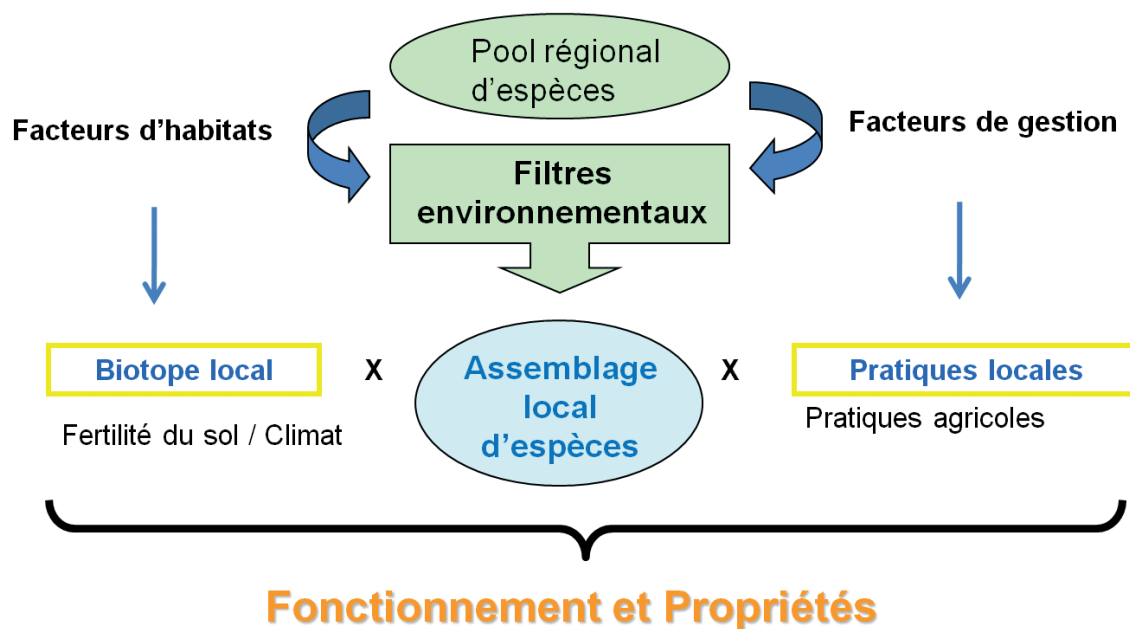 Pool régional
d’espèces
Facteurs d’habitats
Facteurs de gestion
Filtres
environnementaux
Biotope local
X
Assemblage
local
d’espèces
X
Pratiques locales
Fertilité du sol / Climat
Pratiques agricoles
Fonctionnement et Propriétés